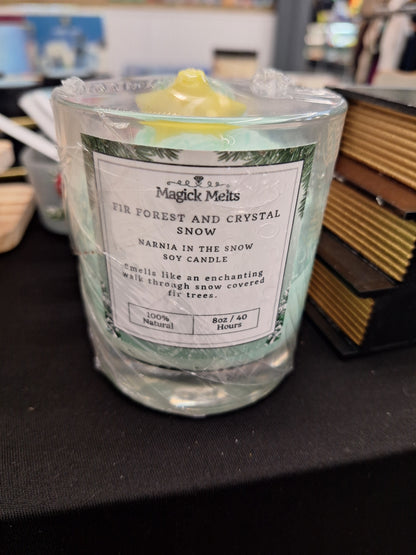 Magick Melts
FIR FOREST AND CRYSTAL
SNOW
NARNIA IN THE SNOW
SOY CANDLE
Smells like an enchanting
walk through snow covered
fir trees.
100%
Natural
8oz / 40
Hours